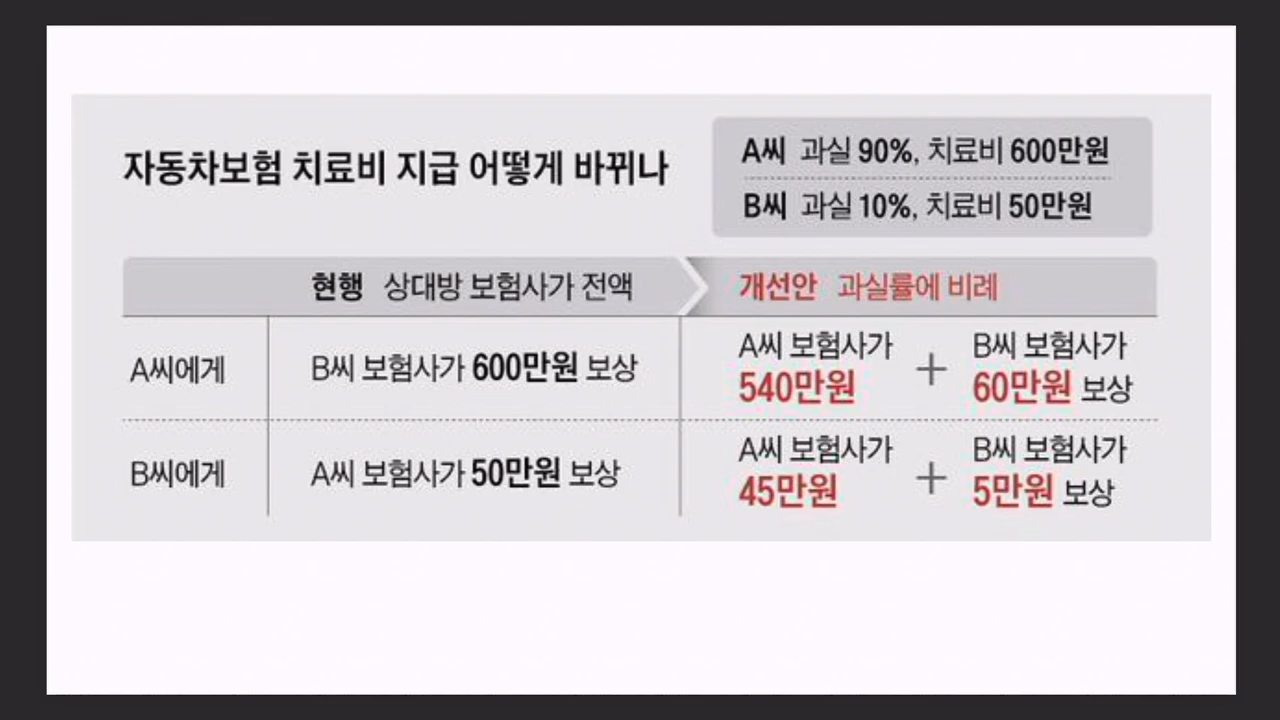 자동차보험 치료비 지급 어떻게 바뀌나
A씨 과실 90%, 치료비 600만원
B씨 과실 10%, 치료비 50만원
현행 상대방 보험사가 전액
개선안 과실률에 비례
A씨에게
B씨 보험사가 600만원 보상
A씨 보험사가
540만원
+
B씨 보험사가
60만원 보상
B씨에게
A씨 보험사가 50만원 보상
A씨 보험사가
45만원
+
B씨 보험사가
5만원 보상